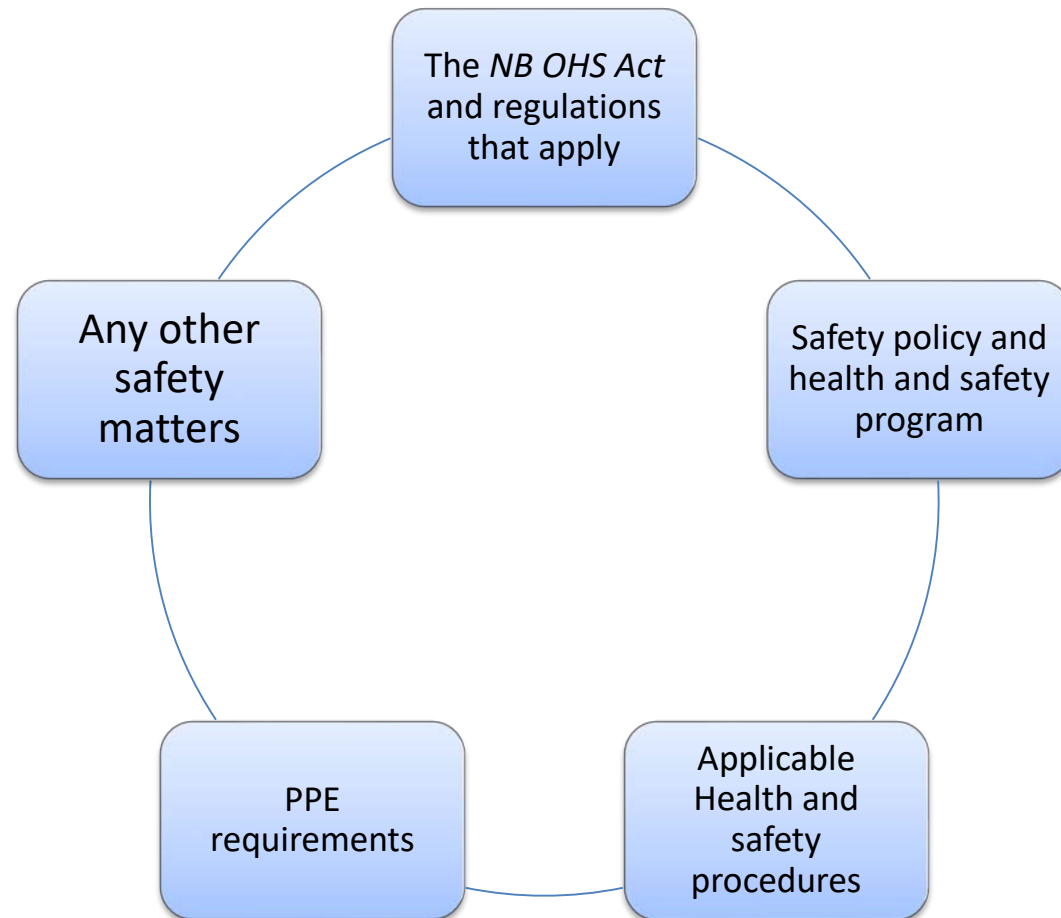 The NB OHS Act
and regulations
that apply
Safety policy and
health and safety
program
Applicable
Health and
safety
procedures
PPE
requirements
Any other
safety
matters